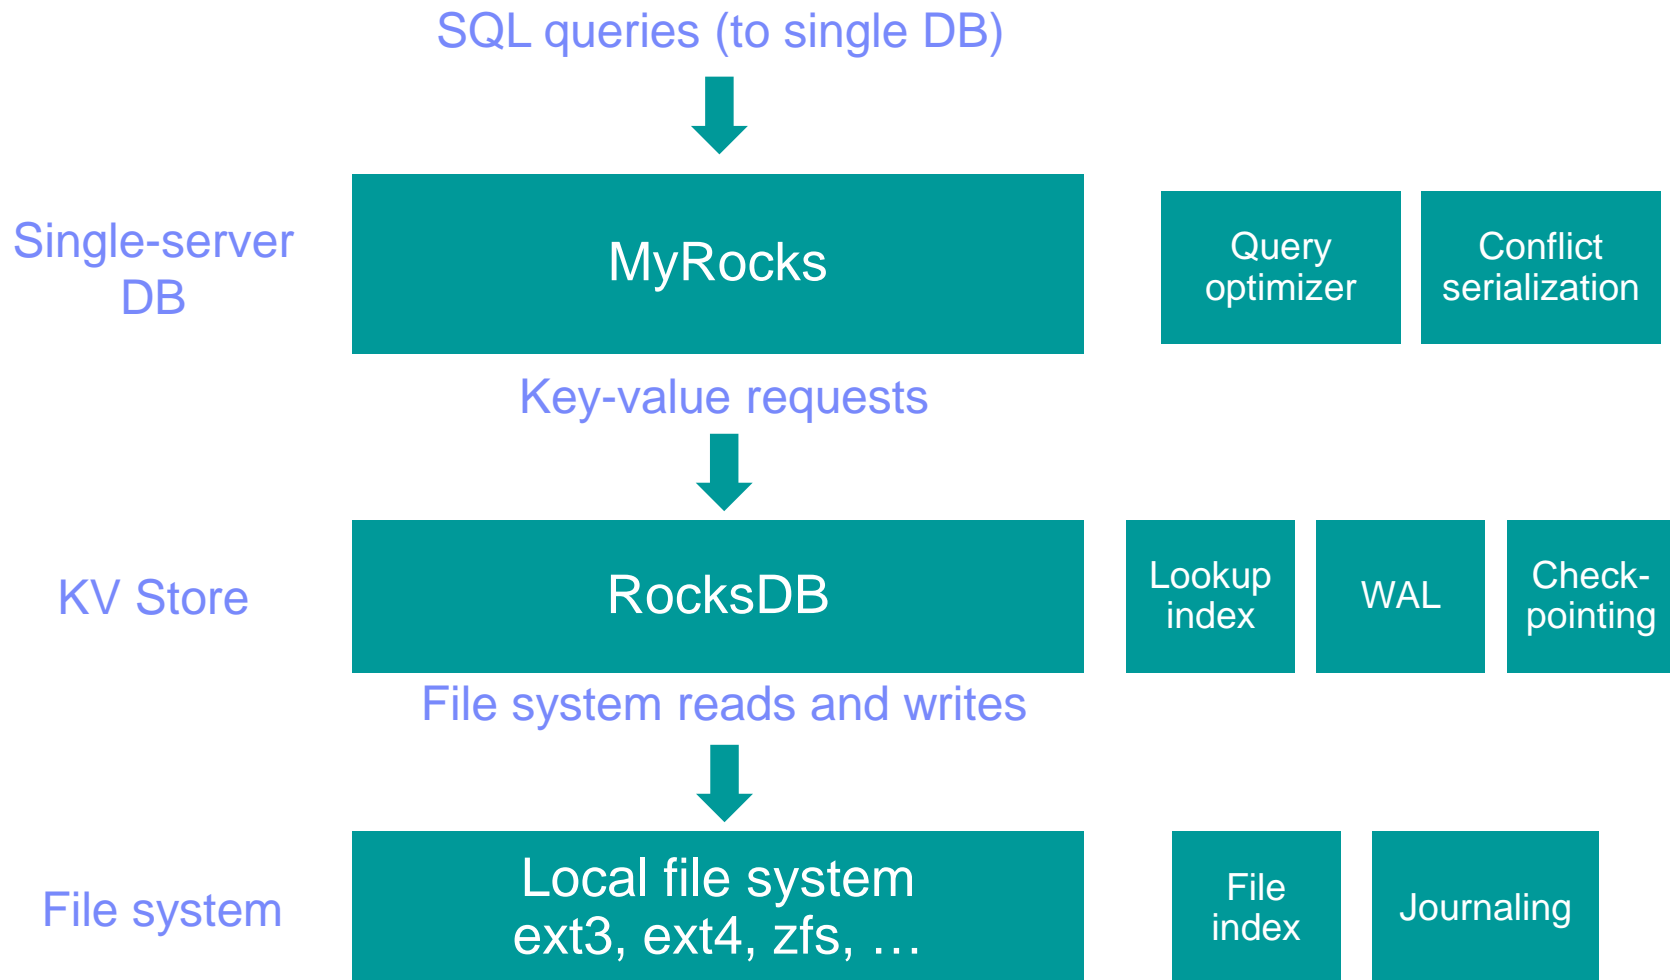 SQL queries (to single DB)
Single-server
DB
MyRocks
Query
optimizer
Conflict
serialization
Key-value requests
KV Store
RocksDB
Lookup
index
WAL
Check-
pointing
File system reads and writes
File system
Local file system
ext3, ext4, zfs, …
File
index
Journaling